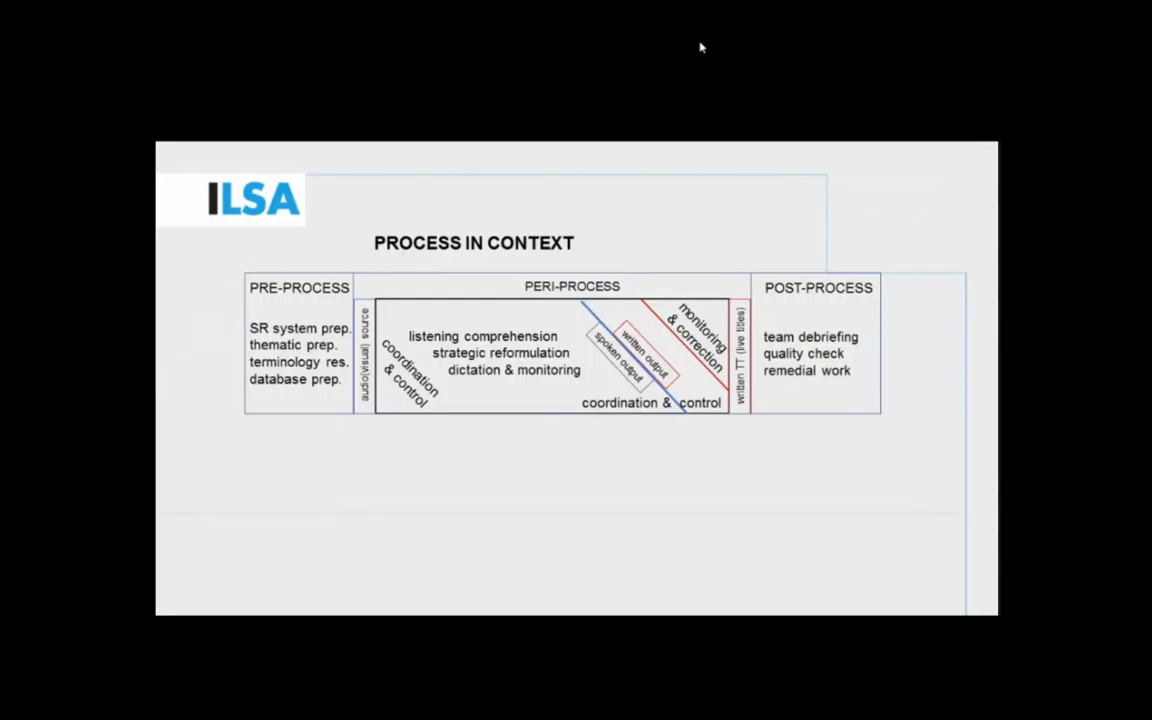 ILSA
PROCESS IN CONTEXT
PRE-PROCESS
SR system prep.
thematic prep.
terminology res.
database prep.
PERI-PROCESS
audio(visual) source
coordination
& control
listening comprehension
strategic reformulation
dictation & monitoring
spoken output
written output
monitoring
& correction
coordination & control
written TT (live titles)
POST-PROCESS
team debriefing
quality check
remedial work